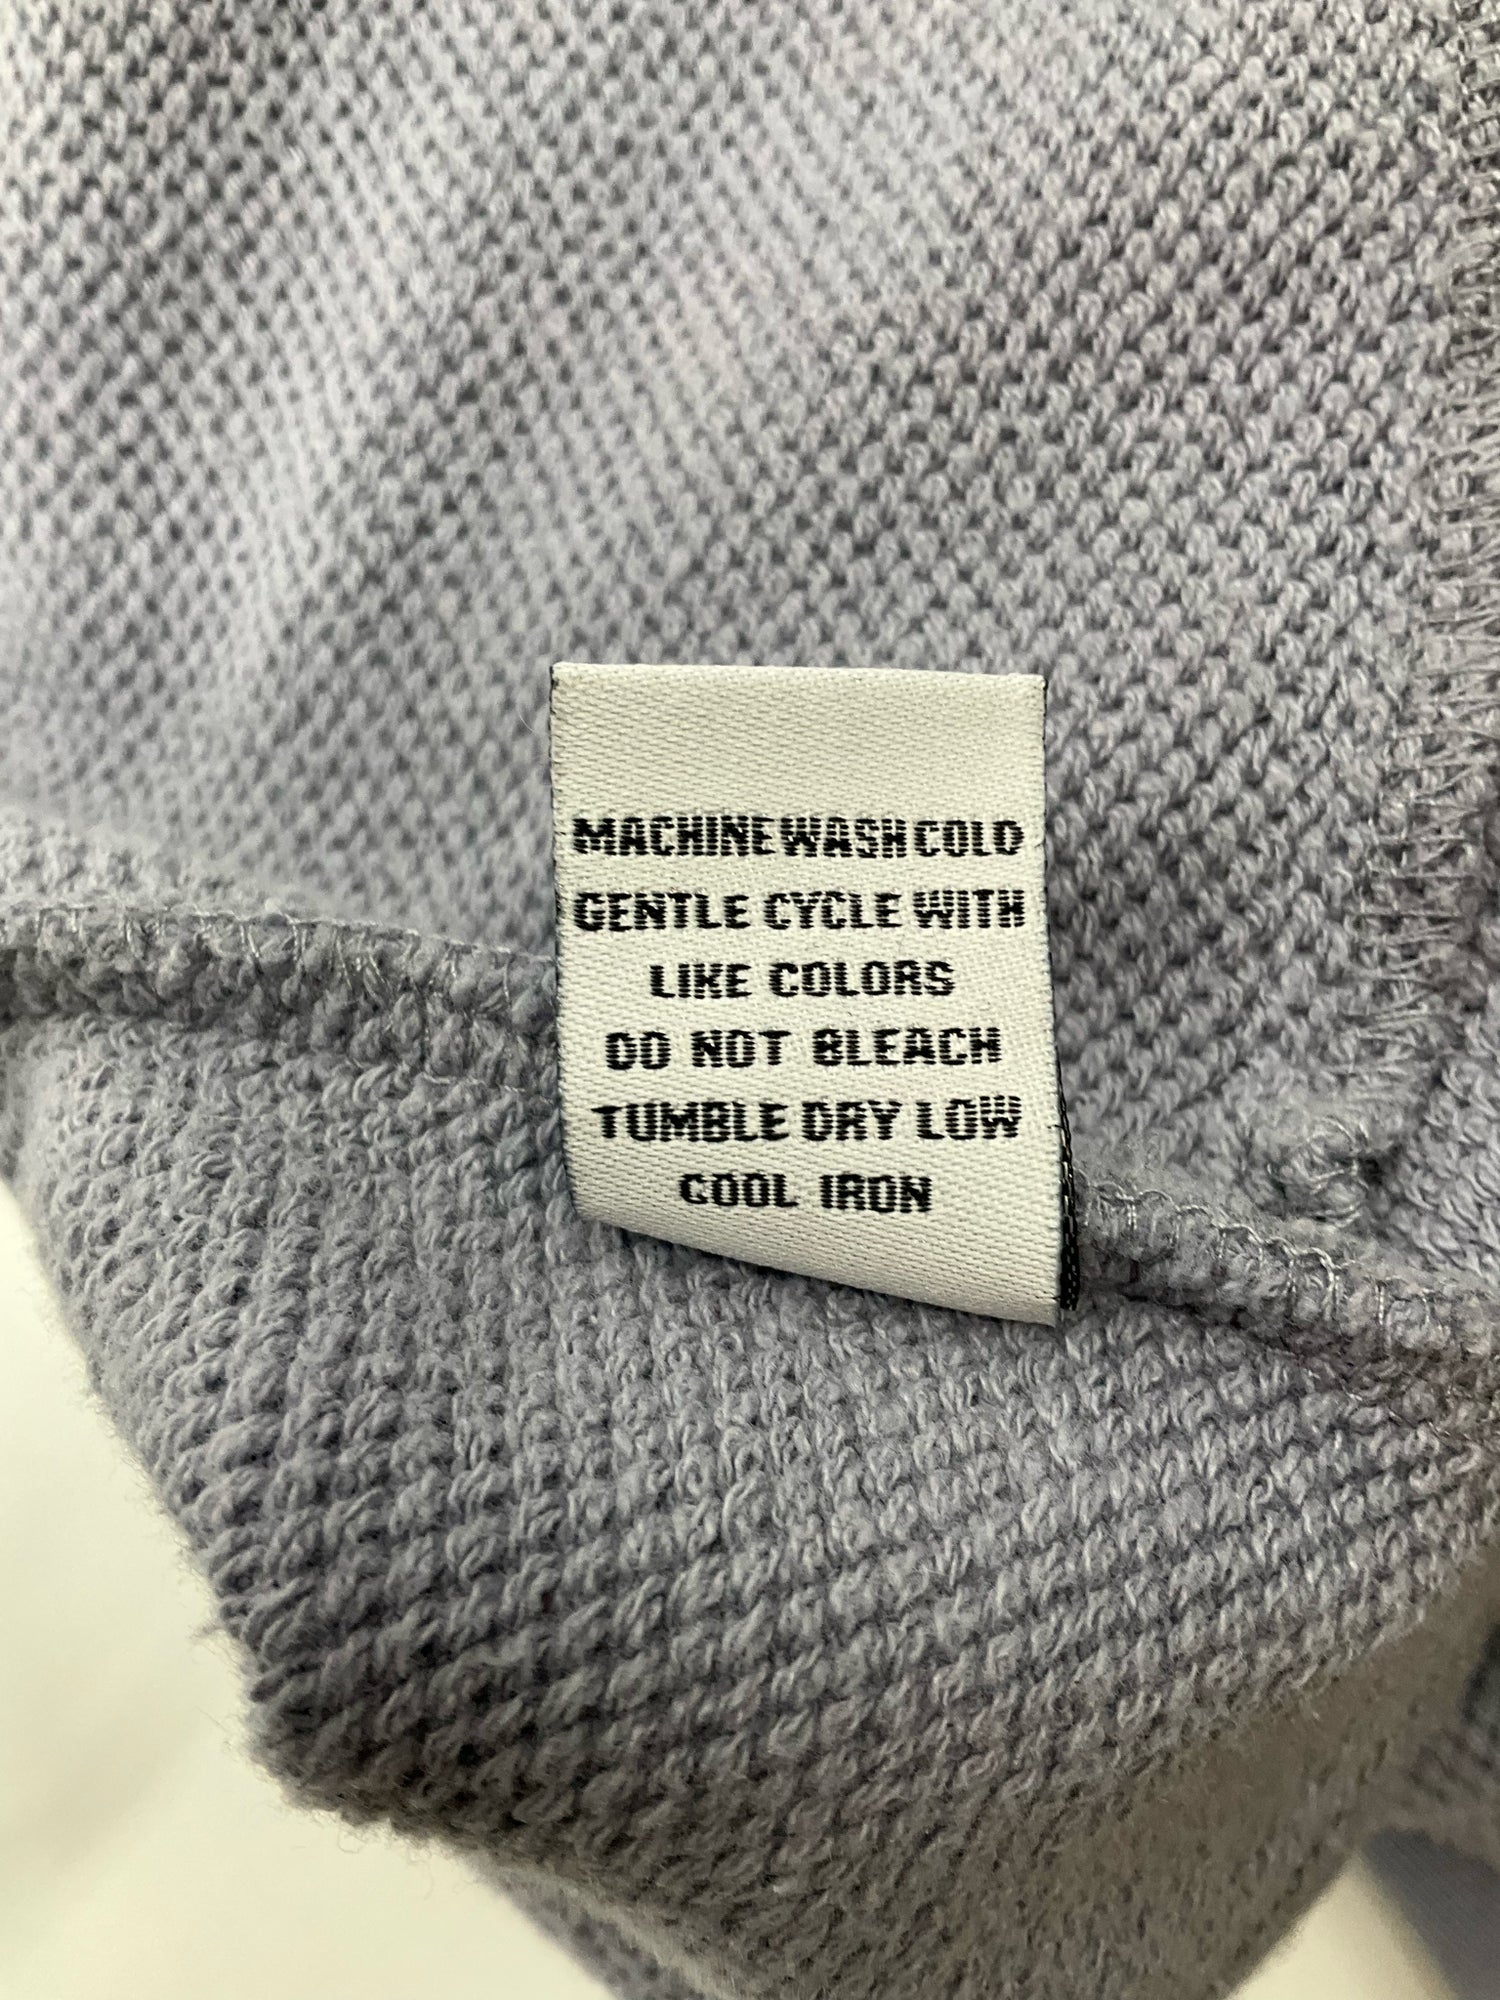 MACHINE WASH COLD
GENTLE CYCLE WITH
LIKE COLORS
DO NOT BLEACH
TUMBLE DRY LOW
COOL IRON